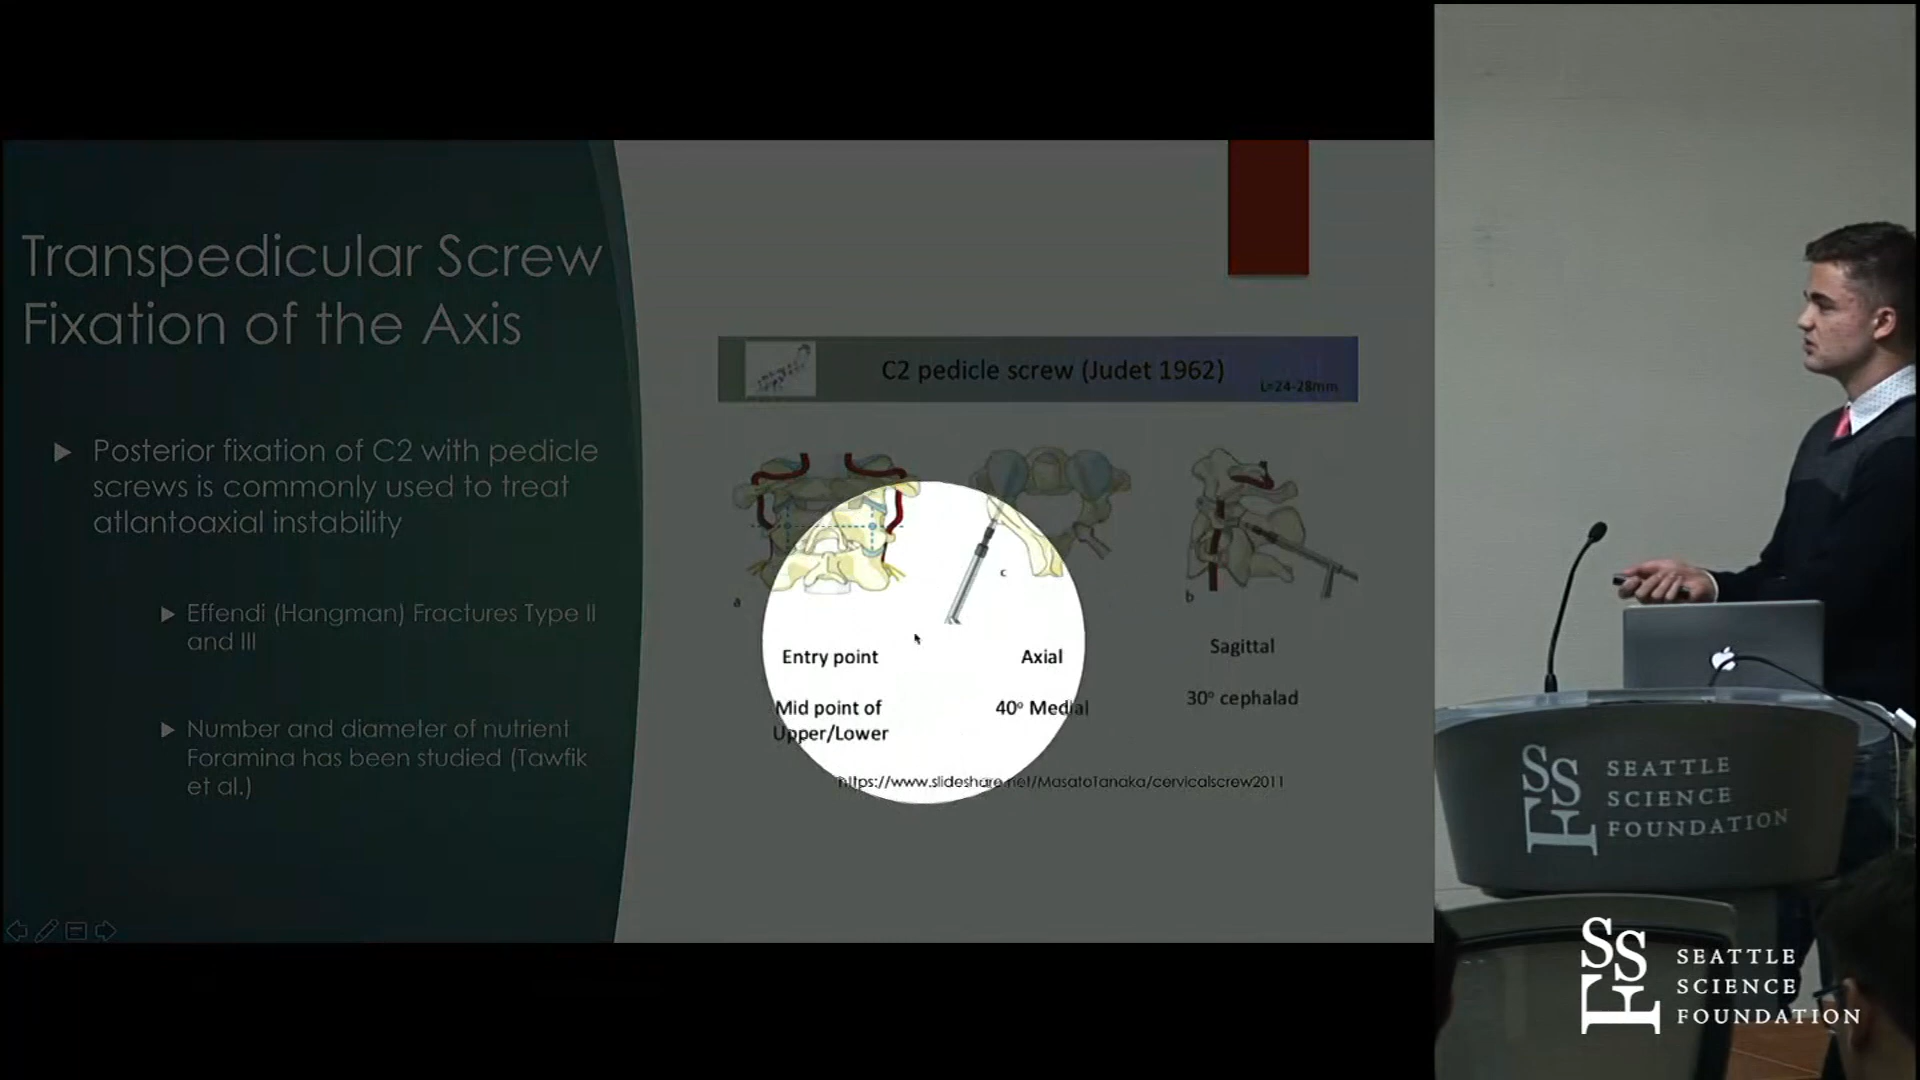 Transpedicular Screw
Fixation of the Axis
Posterior fixation of C2 with pedicle
screws is commonly used to treat
atlantoaxial instability
Effendi (Hangman) Fractures Type II
and III
Number and diameter of nutrient
Foramina has been studied (Tawfik
et al.)
C2 pedicle screw (Judet 1962)
L=24-28mm
a
c
b
Entry point
Axial
Sagittal
Mid point of
Upper/Lower
40° Medial
30° cephalad
https://www.slideshare.net/MasatoTanaka/cervicalscrew2011
SSF
SEATTLE
SCIENCE
FOUNDATION
SSF
SEATTLE
SCIENCE
FOUNDATION